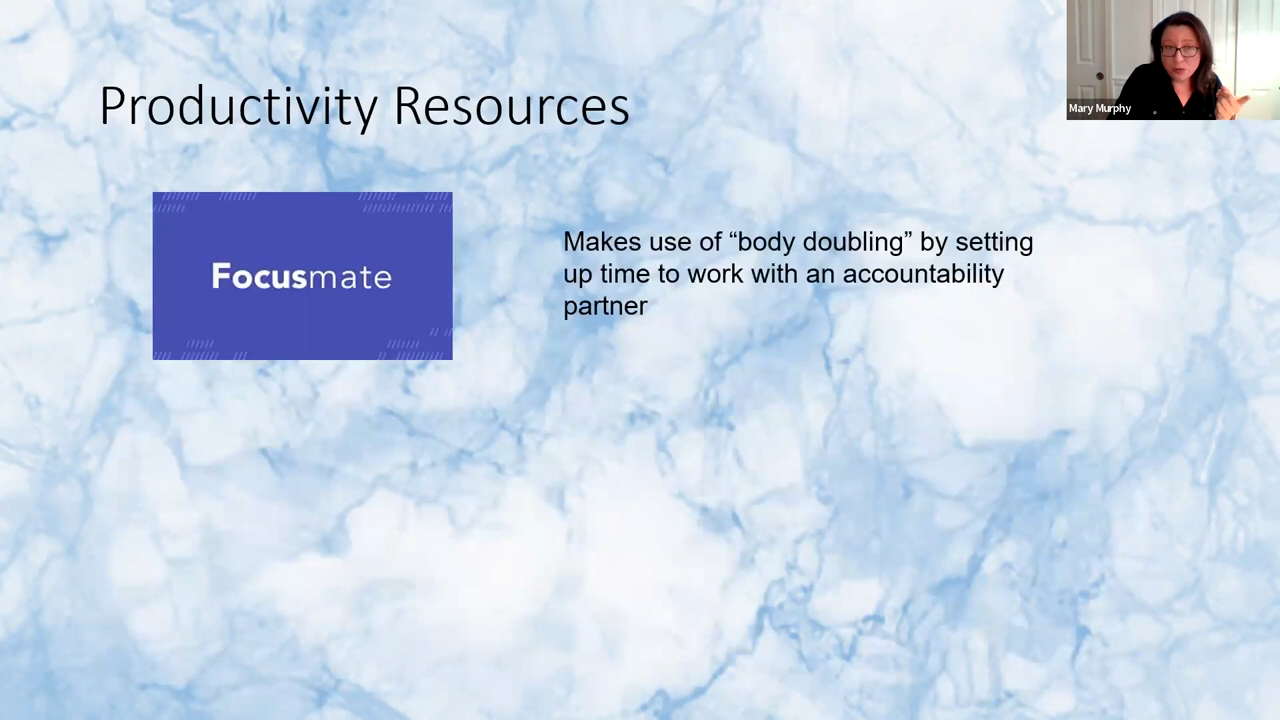 Productivity Resources
Mary Murphy
Focusmate
Makes use of “body doubling” by setting
up time to work with an accountability
partner